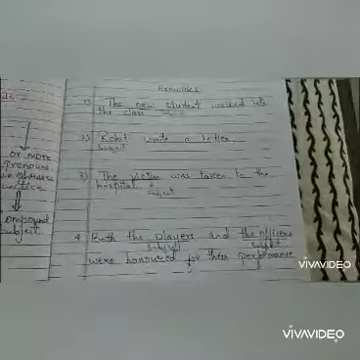 Examples
1) The new student walked into
the class
or more
pronouns
2) Rohit wrote a letter
subject
3) The victim was taken to the
hospital
subject
compound
subject
4 Both the players and the officers
subject
subject
were honoured for their performance
VIVAVIDEO
VIVAVIDEO